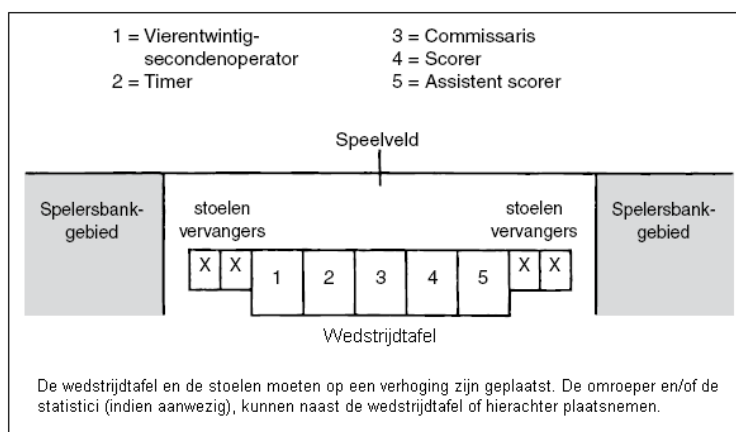 1 = Vierentwintig-
secondenoperator
2 = Timer
3 = Commissaris
4 = Scorer
5 = Assistent scorer
Speelveld
Spelersbank-
gebied
stoelen
vervangers
stoelen
vervangers
Spelersbank-
gebied
X X 1 2 3 4 5 X X
Wedstrijdtafel
De wedstrijdtafel en de stoelen moeten op een verhoging zijn geplaatst. De omroeper en/of de
statistici (indien aanwezig), kunnen naast de wedstrijdtafel of hierachter plaatsnemen.